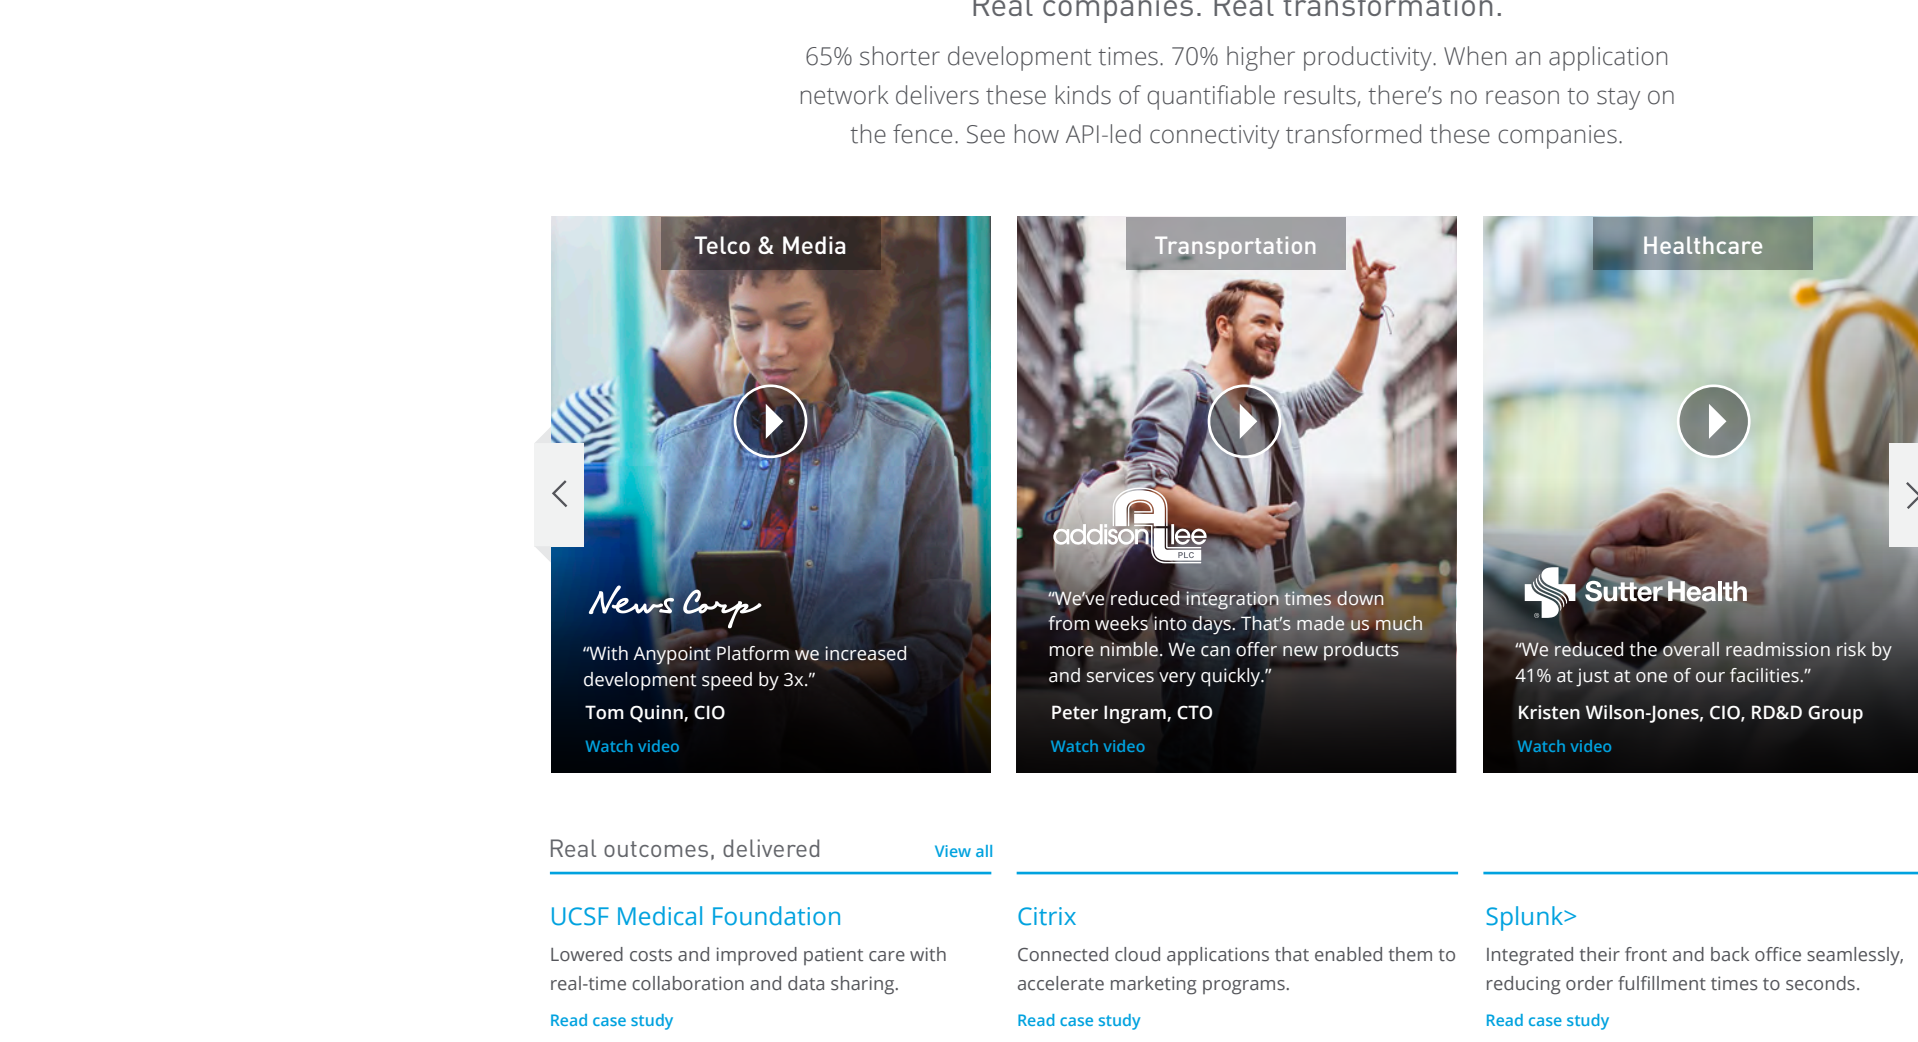 Real companies. Real transformation.
65% shorter development times. 70% higher productivity. When an application
network delivers these kinds of quantifiable results, there’s no reason to stay on
the fence. See how API-led connectivity transformed these companies.
Telco & Media
News Corp
“With Anypoint Platform we increased
development speed by 3x.”
Tom Quinn, CIO
Watch video
Transportation
addison lee
PLC
“We’ve reduced integration times down
from weeks into days. That’s made us much
more nimble. We can offer new products
and services very quickly.”
Peter Ingram, CTO
Watch video
Healthcare
Sutter Health
“We reduced the overall readmission risk by
41% at just at one of our facilities.”
Kristen Wilson-Jones, CIO, RD&D Group
Watch video
Real outcomes, delivered
View all
UCSF Medical Foundation
Lowered costs and improved patient care with
real-time collaboration and data sharing.
Read case study
Citrix
Connected cloud applications that enabled them to
accelerate marketing programs.
Read case study
Splunk>
Integrated their front and back office seamlessly,
reducing order fulfillment times to seconds.
Read case study